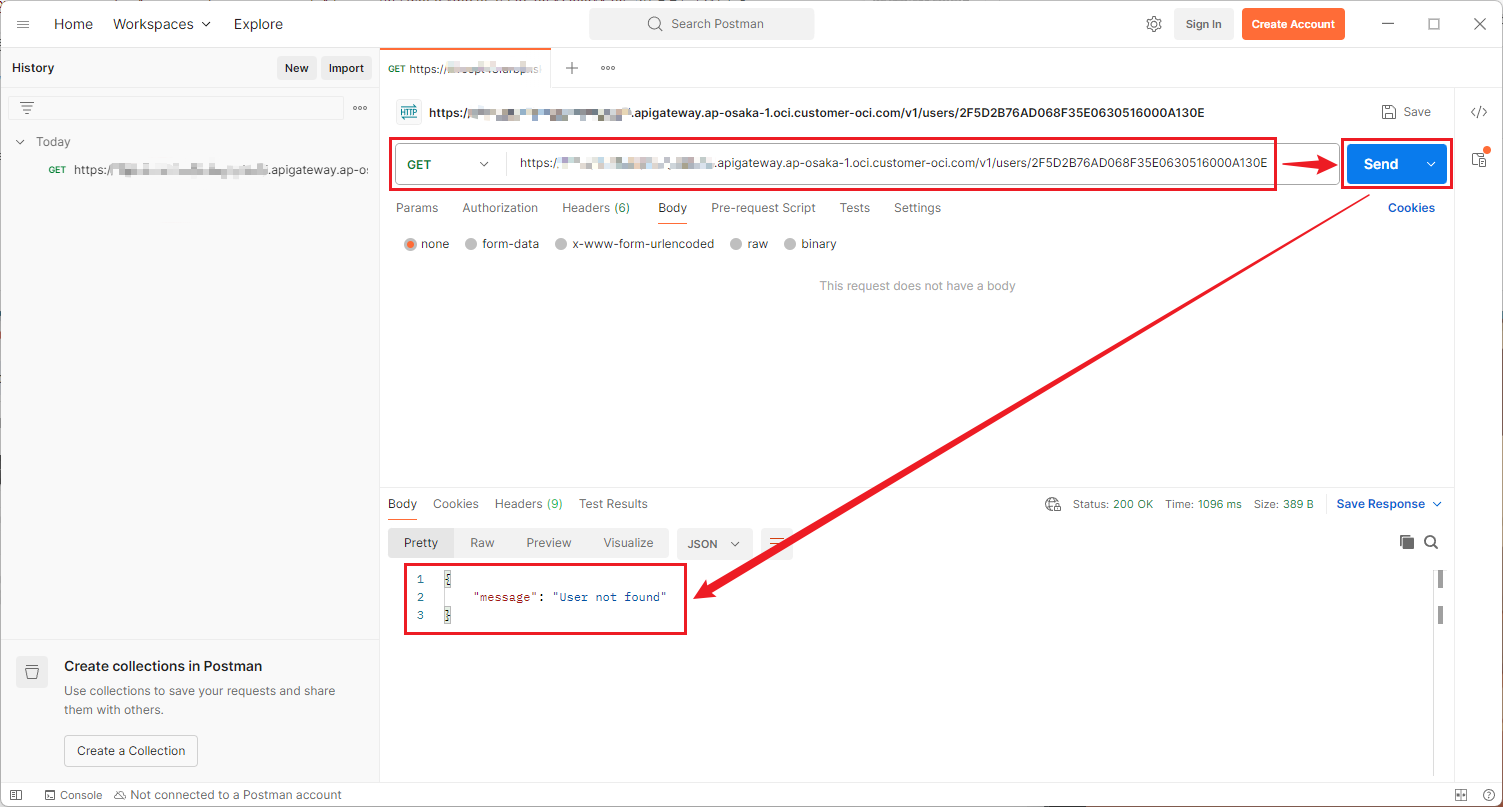 Home Workspaces Explore Search Postman Sign In Create Account
History New Import
GET https://
HTTP https:// .apigateway.ap-osaka-1.oci.customer-oci.com/v1/users/2F5D2B76AD068F35E0630516000A130E Save
Today
GET https:// .apigateway.ap-os
GET https:// .apigateway.ap-osaka-1.oci.customer-oci.com/v1/users/2F5D2B76AD068F35E0630516000A130E Send
Params Authorization Headers (6) Body Pre-request Script Tests Settings Cookies
none form-data x-www-form-urlencoded raw binary
This request does not have a body
Body Cookies Headers (9) Test Results Status: 200 OK Time: 1096 ms Size: 389 B Save Response
Pretty Raw Preview Visualize JSON
1 {
2 "message": "User not found"
3 }
Create collections in Postman
Use collections to save your requests and share
them with others.
Create a Collection
Console Not connected to a Postman account